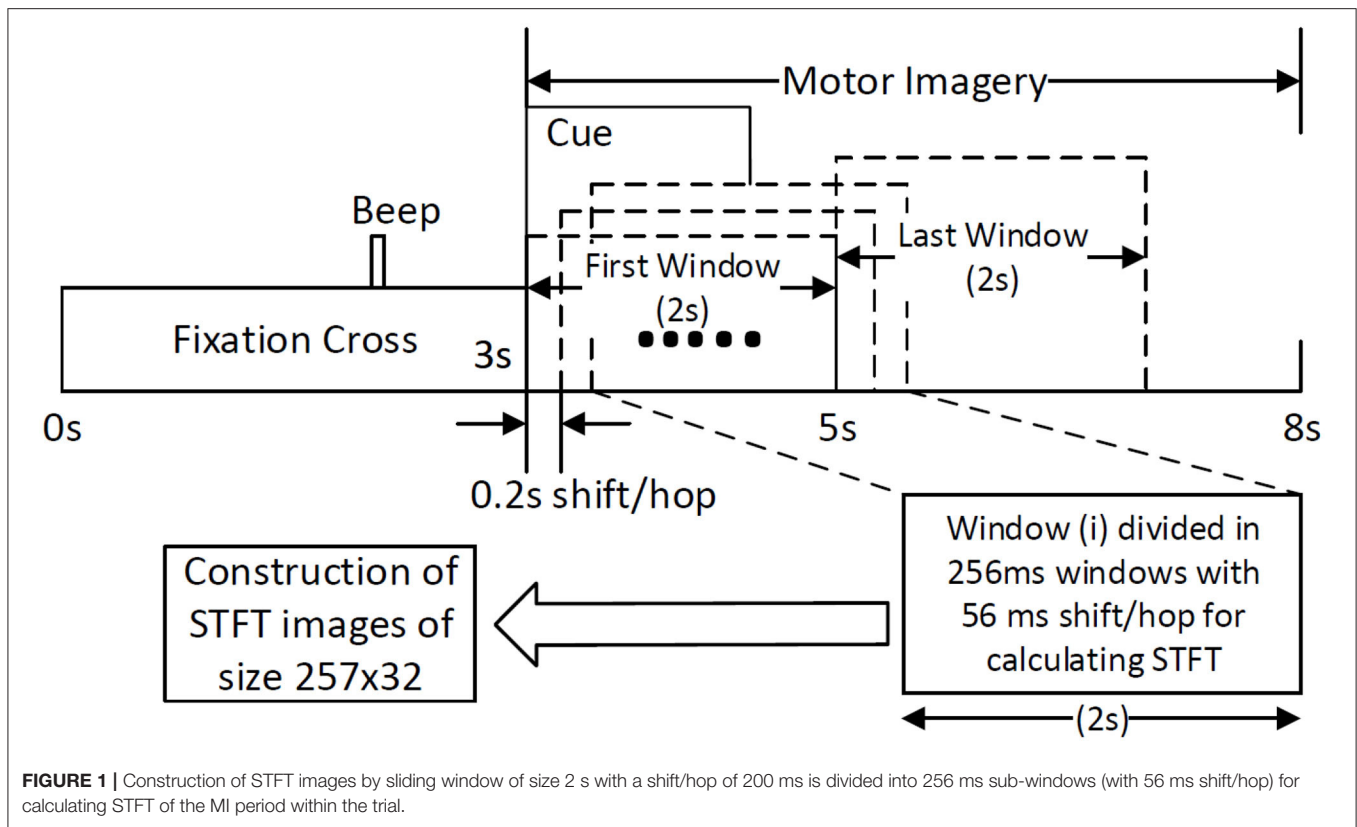 Motor Imagery
Cue
Beep
Last Window
(2s)
First Window
(2s)
Fixation Cross
3s
0s
5s
8s
0.2s shift/hop
Window (i) divided in
256ms windows with
56 ms shift/hop for
calculating STFT
(2s)
Construction of
STFT images of
size 257x32
FIGURE 1 | Construction of STFT images by sliding window of size 2 s with a shift/hop of 200 ms is divided into 256 ms sub-windows (with 56 ms shift/hop) for
calculating STFT of the MI period within the trial.